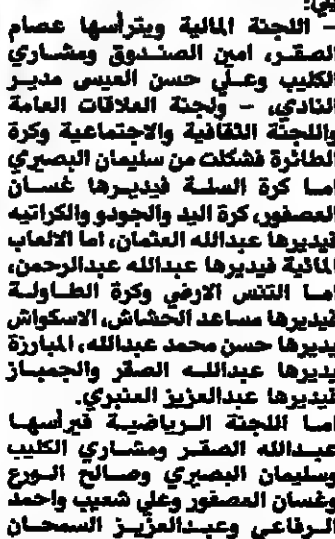 يلي:
– اللجنة المالية ويترأسها عصام
الصقر، امين الصندوق ومشاري
الكليب وعلي حسن العيسى مدير
النادي، – ولجنة العلاقات العامة
واللجنة الثقافية والاجتماعية وكرة
الطائرة فشكلت من سليمان البصيري
اما كرة السلة فيديرها غسان
العصفور، كرة اليد والجودو والكراتيه
فيديرها عبدالله العثمان، اما الالعاب
المائية فيديرها عبدالله عبدالرحمن،
اما التنس الارضي وكرة الطاولة
فيديرها مساعد الحشاش، الاسكواش
يديرها حسن محمد عبدالله، المبارزة
يديرها عبدالله الصقر والجمباز
فيديرها عبدالعزيز العنبري.
اما اللجنة الرياضية فيرأسها
عبدالله الصقر ومشاري الكليب
وسليمان البصيري وصالح الورع
وغسان العصفور وعلي شعيب واحمد
الرفاعي وعبدالعزيز السمحان